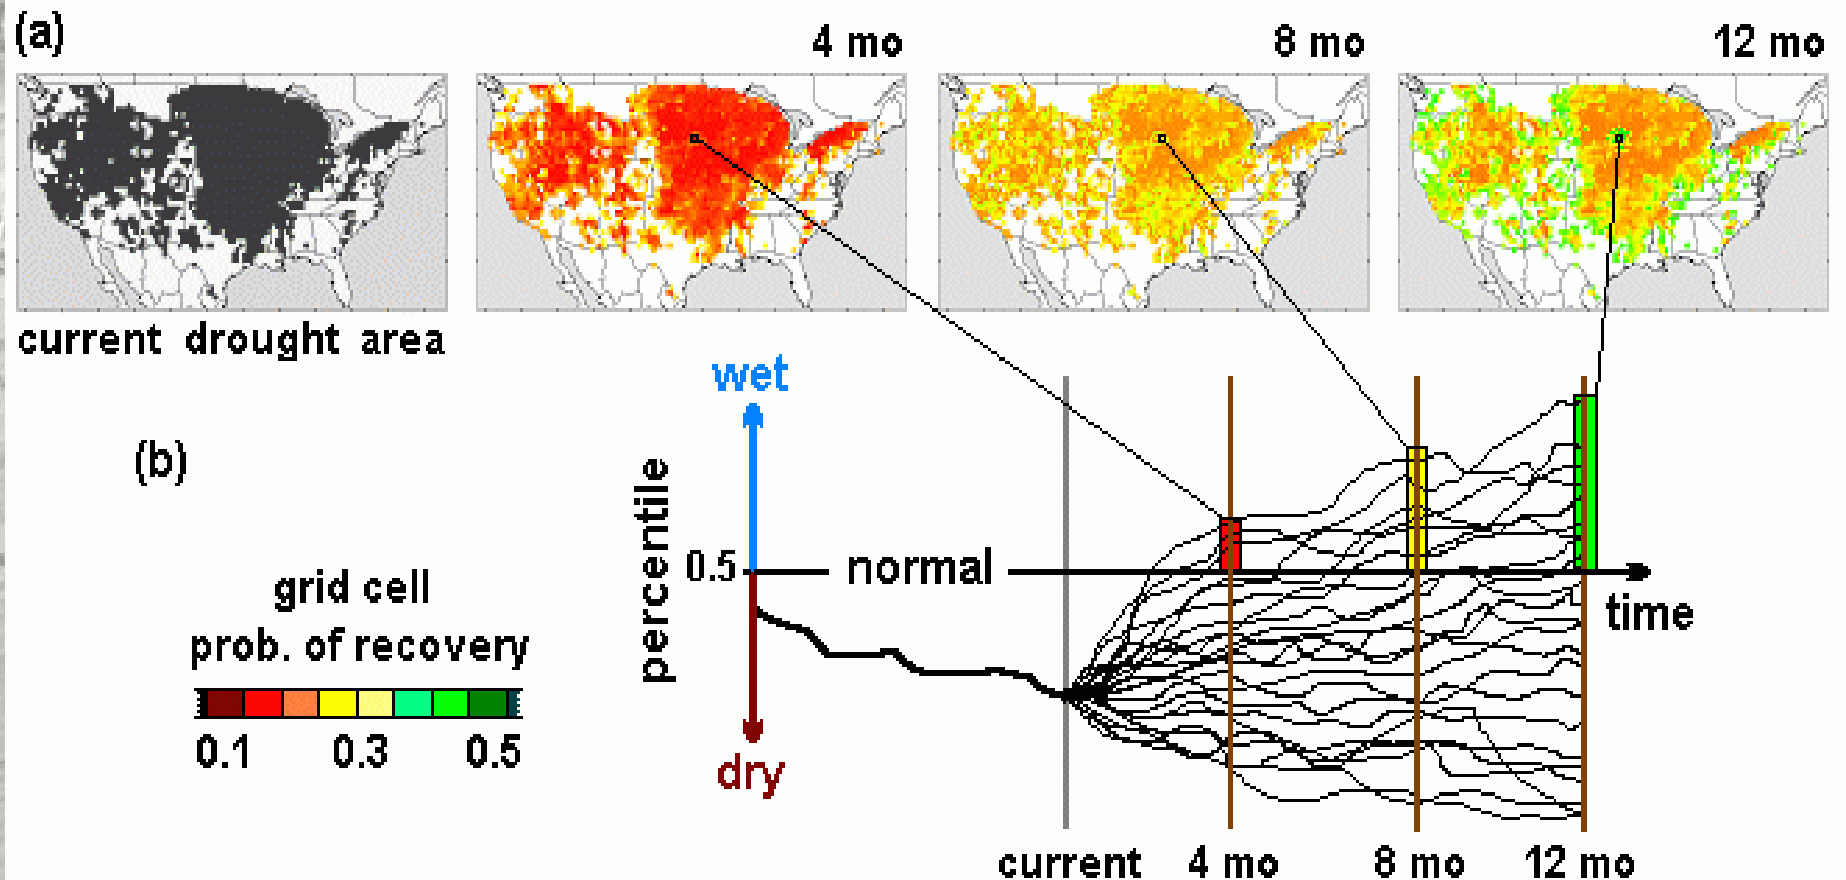 (a)
4 mo
8 mo
12 mo
current drought area
wet
(b)
percentile
0.5
normal
time
dry
grid cell
prob. of recovery
0.1 0.3 0.5
current 4 mo 8 mo 12 mo